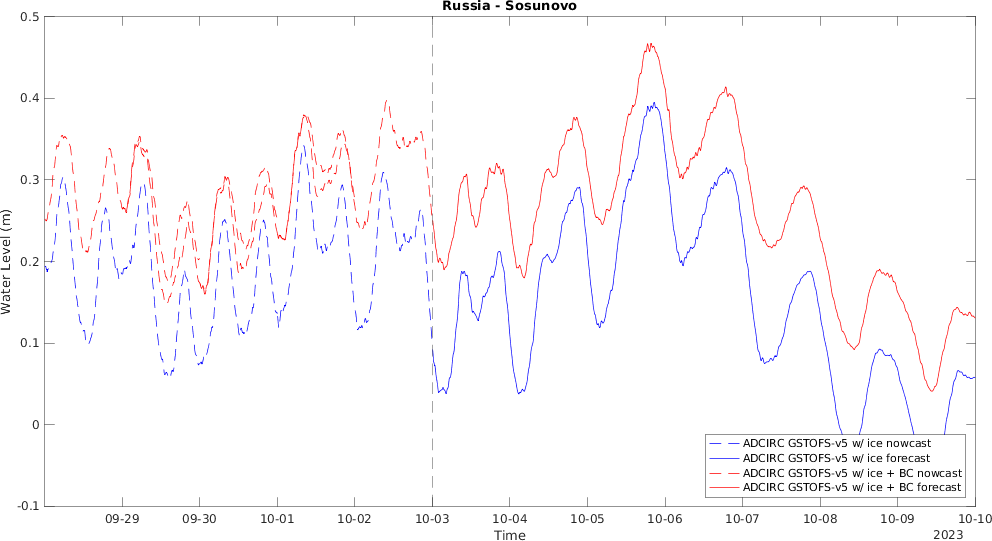 Russia - Sosunovo
0.5
0.4
0.3
0.2
0.1
0
-0.1
Water Level (m)
09-29 09-30 10-01 10-02 10-03 10-04 10-05 10-06 10-07 10-08 10-09 10-10
Time
2023
ADCIRC GSTOFS-v5 w/ ice nowcast
ADCIRC GSTOFS-v5 w/ ice forecast
ADCIRC GSTOFS-v5 w/ ice + BC nowcast
ADCIRC GSTOFS-v5 w/ ice + BC forecast